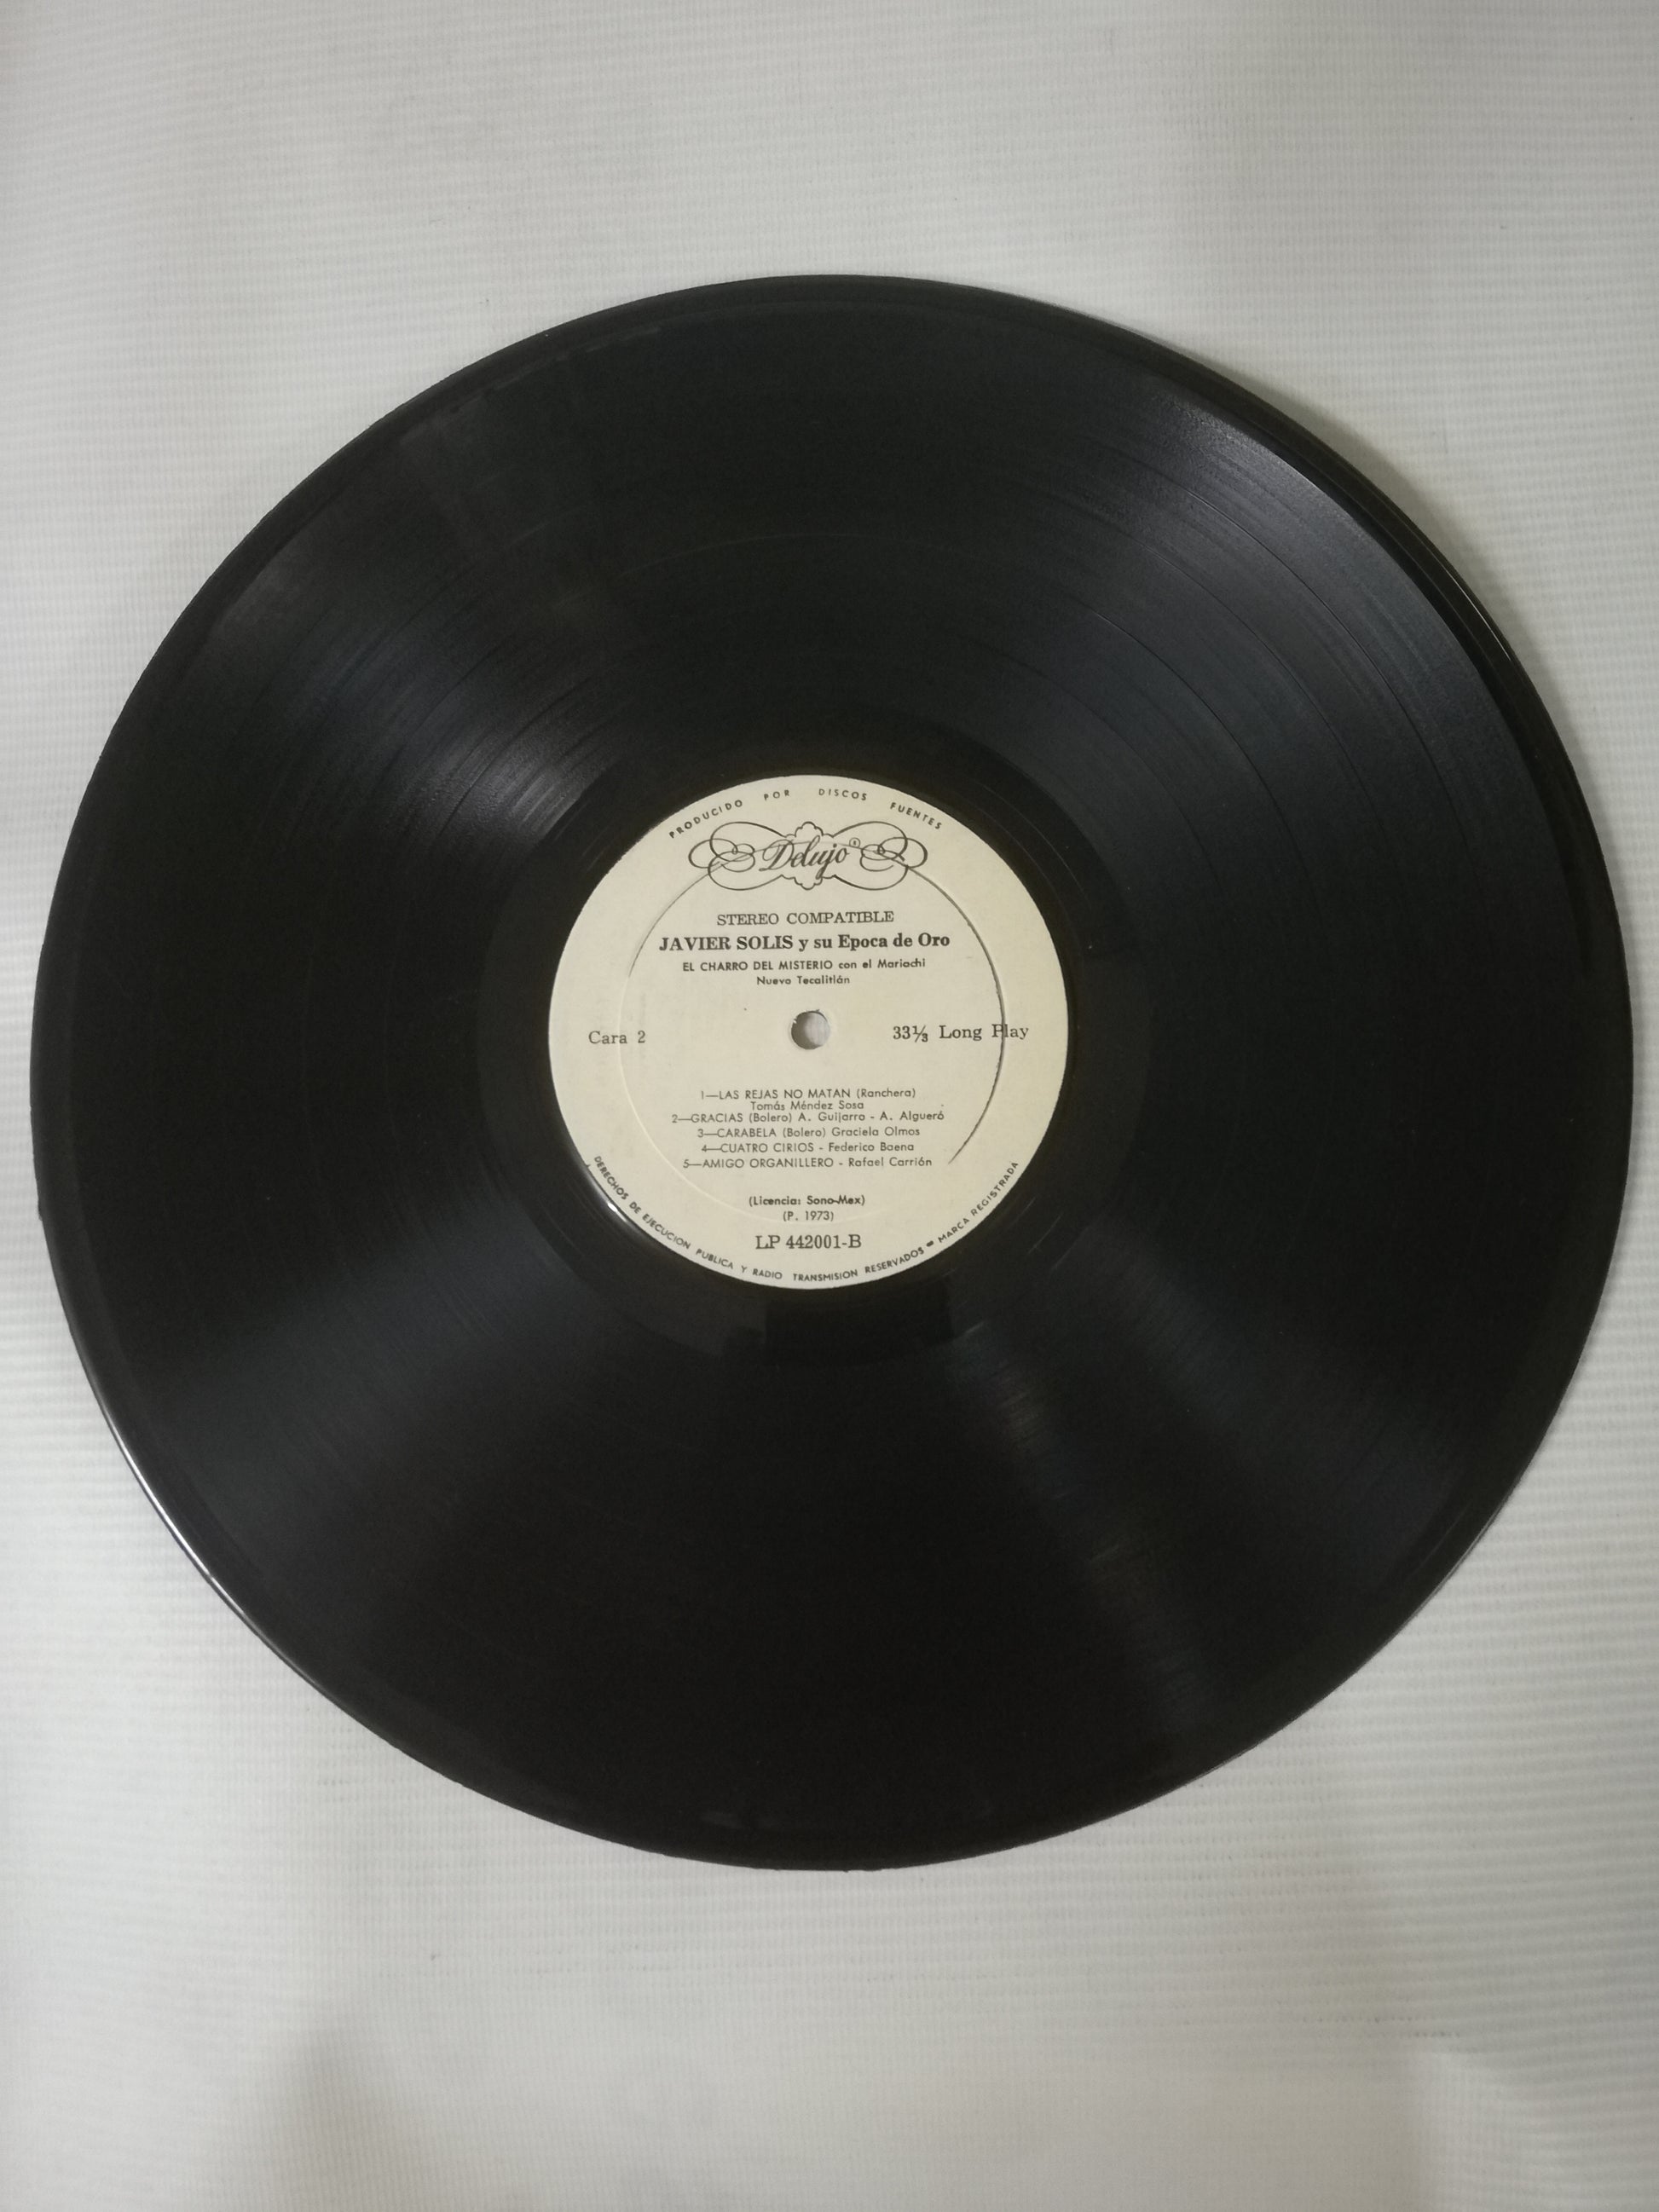 PRODUCIDO POR DISCOS FUENTES
Delujo ®
STEREO COMPATIBLE
JAVIER SOLIS y su Epoca de Oro
EL CHARRO DEL MISTERIO con el Mariachi
Nuevo Tecalitlán
Cara 2
33⅓ Long Play
1—LAS REJAS NO MATAN (Ranchera)
Tomás Méndez Sosa
2—GRACIAS (Bolero) A. Guijarro - A. Algueró
3—CARABELA (Bolero) Graciela Olmos
4—CUATRO CIRIOS - Federico Baena
5—AMIGO ORGANILLERO - Rafael Carrión
(Licencia: Sono-Mex)
(P. 1973)
LP 442001-B
DERECHOS DE EJECUCION PUBLICA Y RADIO TRANSMISION RESERVADOS = MARCA REGISTRADA